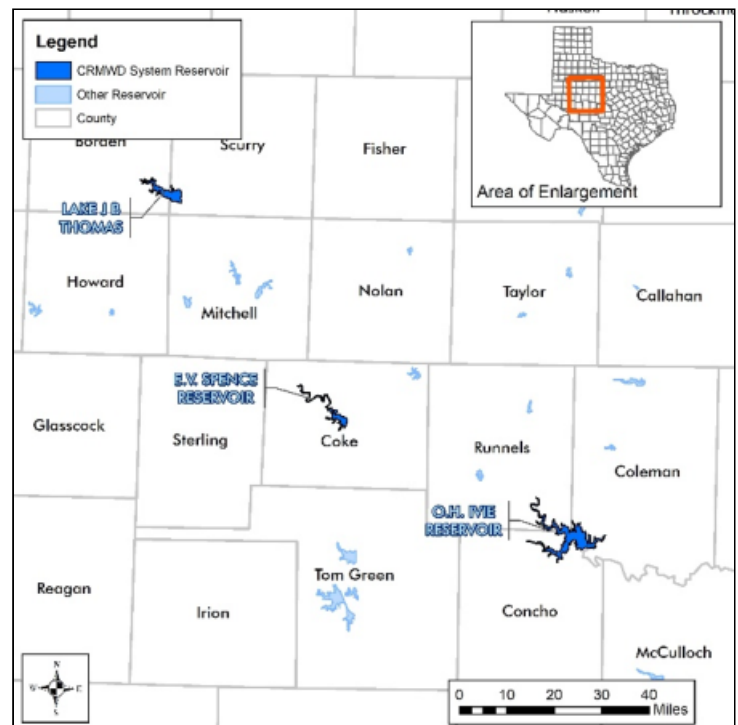 Throckmo
Legend
CRMWD System Reservoir
Other Reservoir
County
Area of Enlargement
Borden
Scurry
Fisher
LAKE J B
THOMAS
Howard
Mitchell
Nolan
Taylor
Callahan
E.V. SPENCE
RESERVOIR
Glasscock
Sterling
Coke
Runnels
Coleman
O.H. IVIE
RESERVOIR
Reagan
Irion
Tom Green
Concho
McCulloch
N
W E
S
0 10 20 30 40
Miles